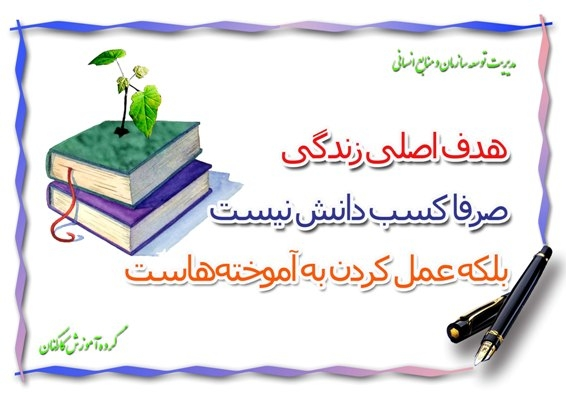 مدیریت توسعه سازمان و منابع انسانی
هدف اصلی زندگی
صرفا کسب دانش نیست
بلکه عمل کردن به آموخته‌هاست
گروه آموزش کارکنان